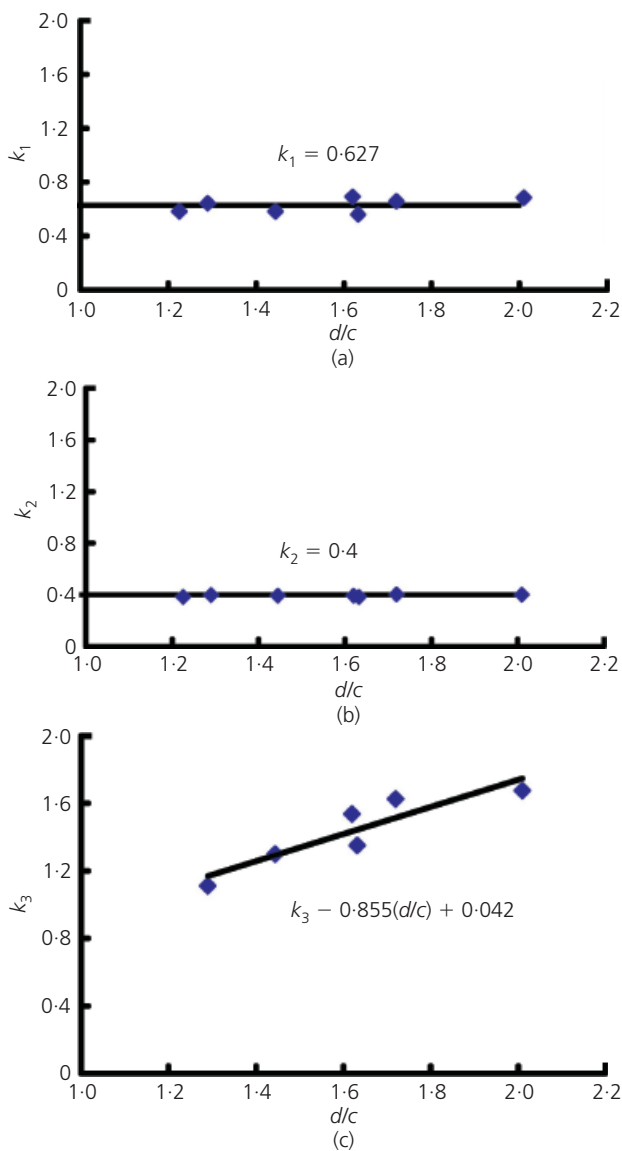 2·0
1·6
1·2
0·8
0·4
0
k₁
k₁ = 0·627
1·0 1·2 1·4 1·6 1·8 2·0 2·2
d/c
(a)
2·0
1·6
1·2
0·8
0·4
0
k₂
k₂ = 0·4
1·0 1·2 1·4 1·6 1·8 2·0 2·2
d/c
(b)
2·0
1·6
1·2
0·8
0·4
0
k₃
k₃ − 0·855(d/c) + 0·042
1·0 1·2 1·4 1·6 1·8 2·0 2·2
d/c
(c)